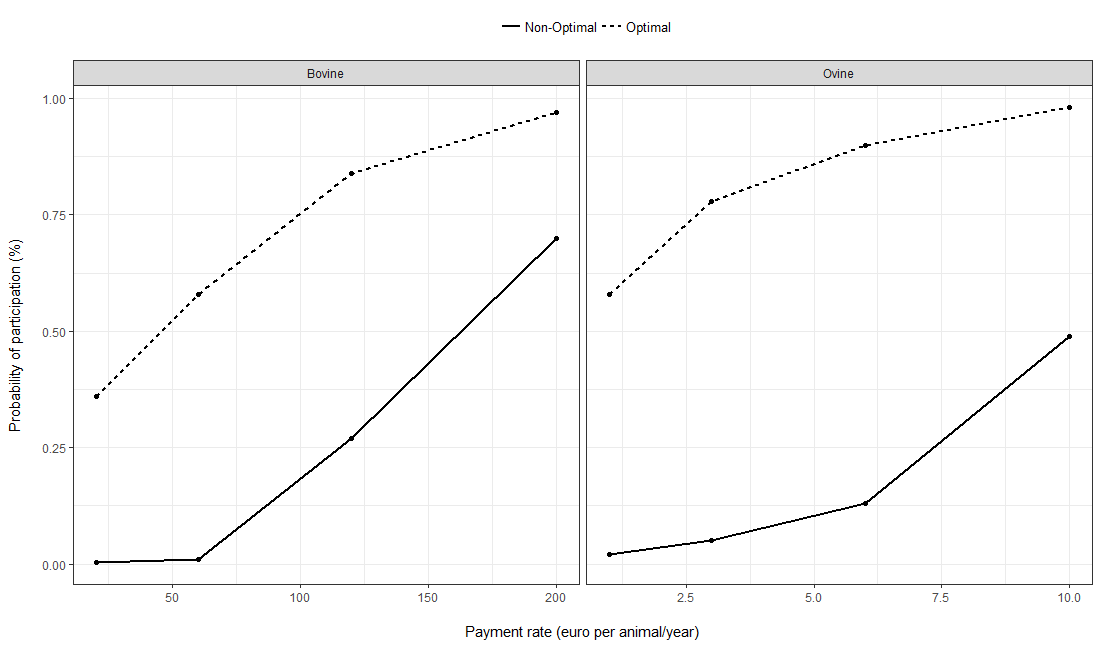 Non-Optimal Optimal
Bovine Ovine
Probability of participation (%)
1.00
0.75
0.50
0.25
0.00
50 100 150 200 2.5 5.0 7.5 10.0
Payment rate (euro per animal/year)